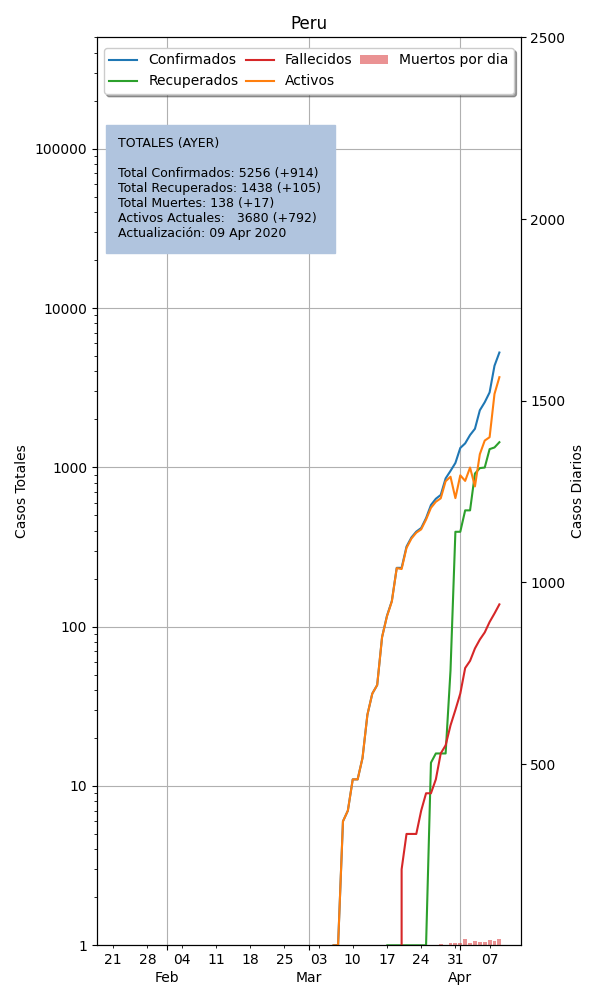 Peru
Confirmados Fallecidos Muertos por dia
Recuperados Activos
TOTALES (AYER)
Total Confirmados: 5256 (+914)
Total Recuperados: 1438 (+105)
Total Muertes: 138 (+17)
Activos Actuales: 3680 (+792)
Actualización: 09 Apr 2020
Casos Totales
100000
10000
1000
100
10
1
2500
2000
1500
1000
500
Casos Diarios
21 28 04 11 18 25 03 10 17 24 31 07
Feb Mar Apr